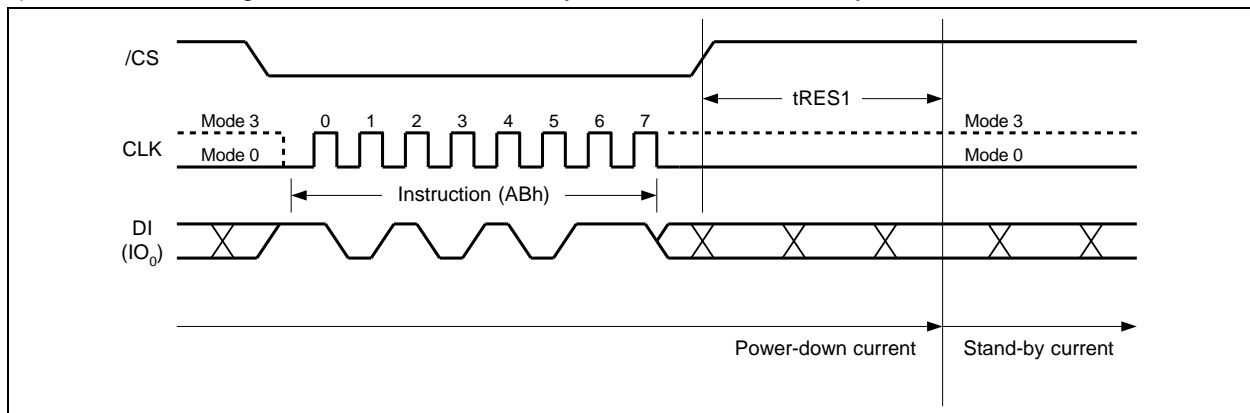 /CS
tRES1
Mode 3 0 1 2 3 4 5 6 7 Mode 3
CLK
Mode 0 Mode 0
Instruction (ABh)
DI
(IO0)
Power-down current Stand-by current